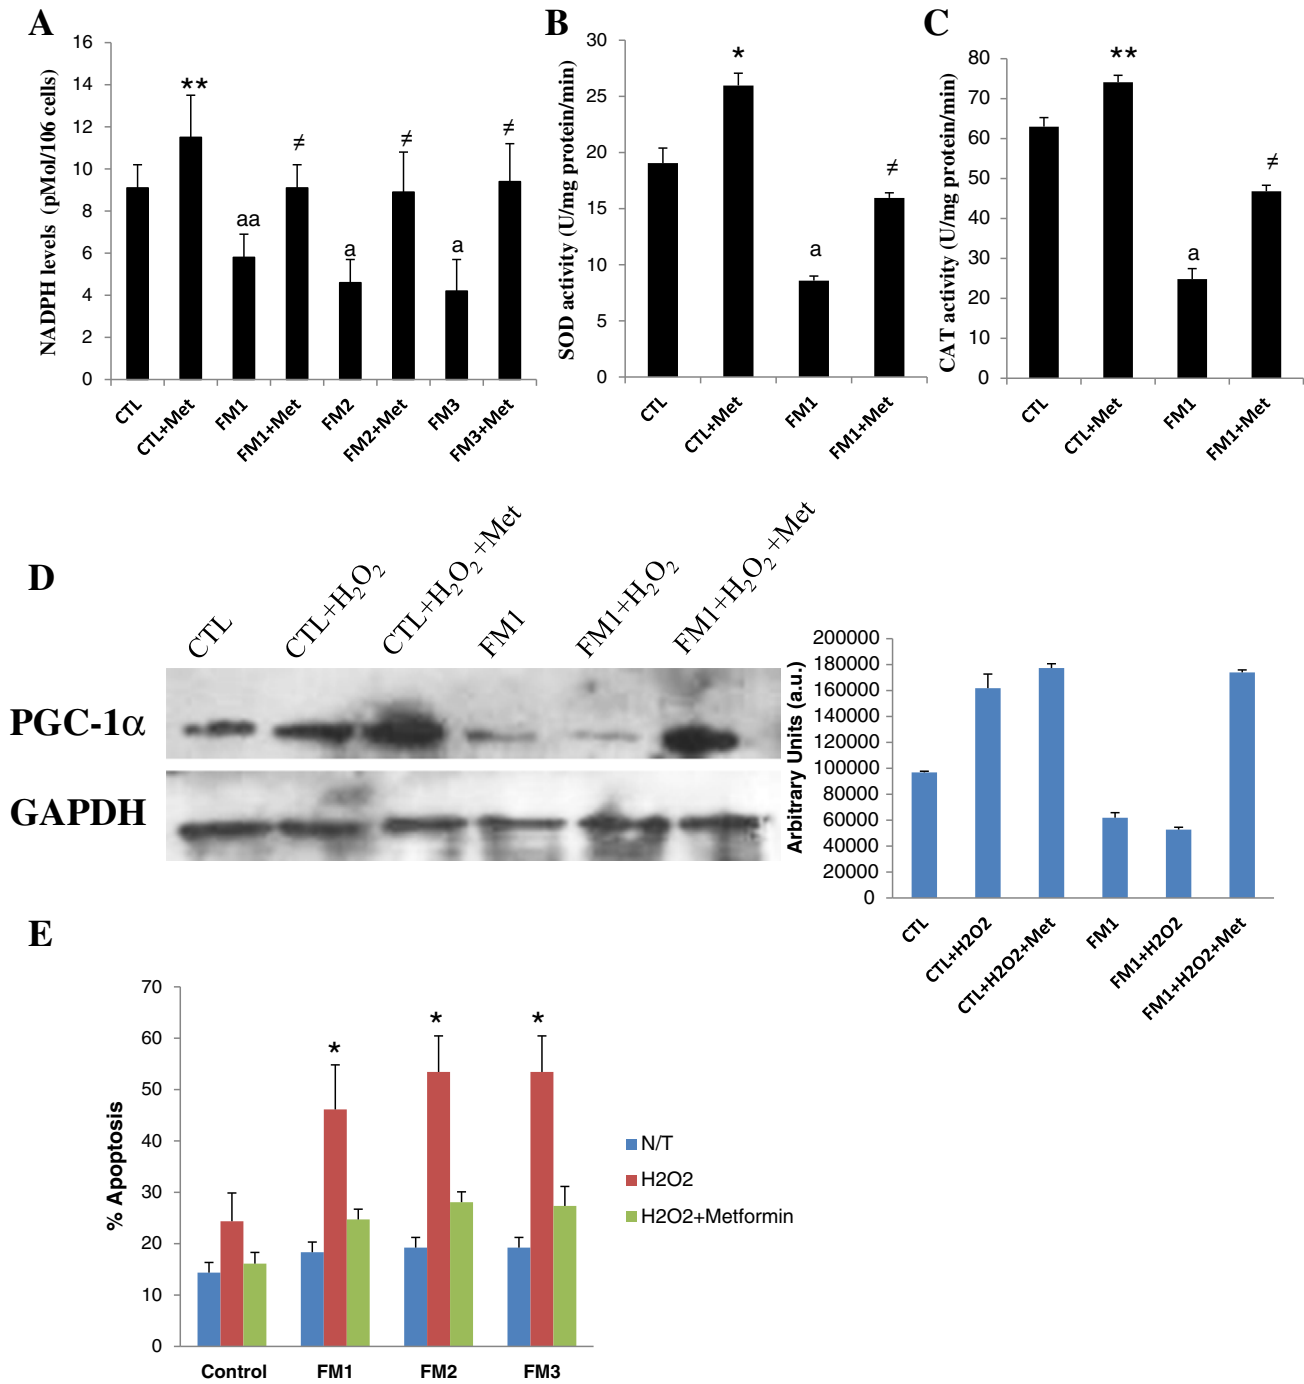 A
NADPH levels (pMol/106 cells)
16
14
12
10
8
6
4
2
0
**
aa
≠
a
≠
a
≠
CTL
CTL+Met
FM1
FM1+Met
FM2
FM2+Met
FM3
FM3+Met
B
SOD activity (U/mg protein/min)
30
25
20
15
10
5
0
*
a
≠
CTL
CTL+Met
FM1
FM1+Met
C
CAT activity (U/mg protein/min)
80
70
60
50
40
30
20
10
0
**
a
≠
CTL
CTL+Met
FM1
FM1+Met
D
CTL
CTL+H₂O₂
CTL+H₂O₂ +Met
FM1
FM1+H₂O₂
FM1+H₂O₂ +Met
PGC-1α
GAPDH
Arbitrary Units (a.u.)
200000
180000
160000
140000
120000
100000
80000
60000
40000
20000
0
CTL
CTL+H2O2
CTL+H2O2+Met
FM1
FM1+H2O2
FM1+H2O2+Met
E
% Apoptosis
70
60
50
40
30
20
10
0
*
*
*
Control
FM1
FM2
FM3
N/T
H2O2
H2O2+Metformin